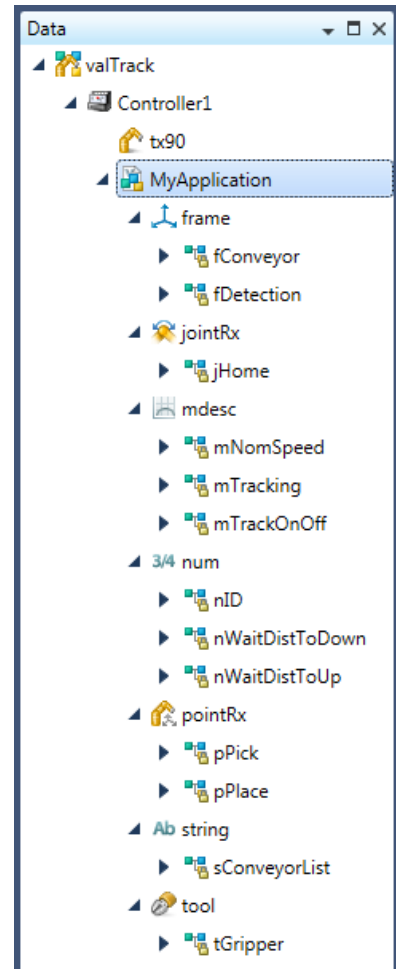 Data
valTrack
Controller1
tx90
MyApplication
frame
fConveyor
fDetection
jointRx
jHome
mdesc
mNomSpeed
mTracking
mTrackOnOff
3/4 num
nID
nWaitDistToDown
nWaitDistToUp
pointRx
pPick
pPlace
Ab string
sConveyorList
tool
tGripper